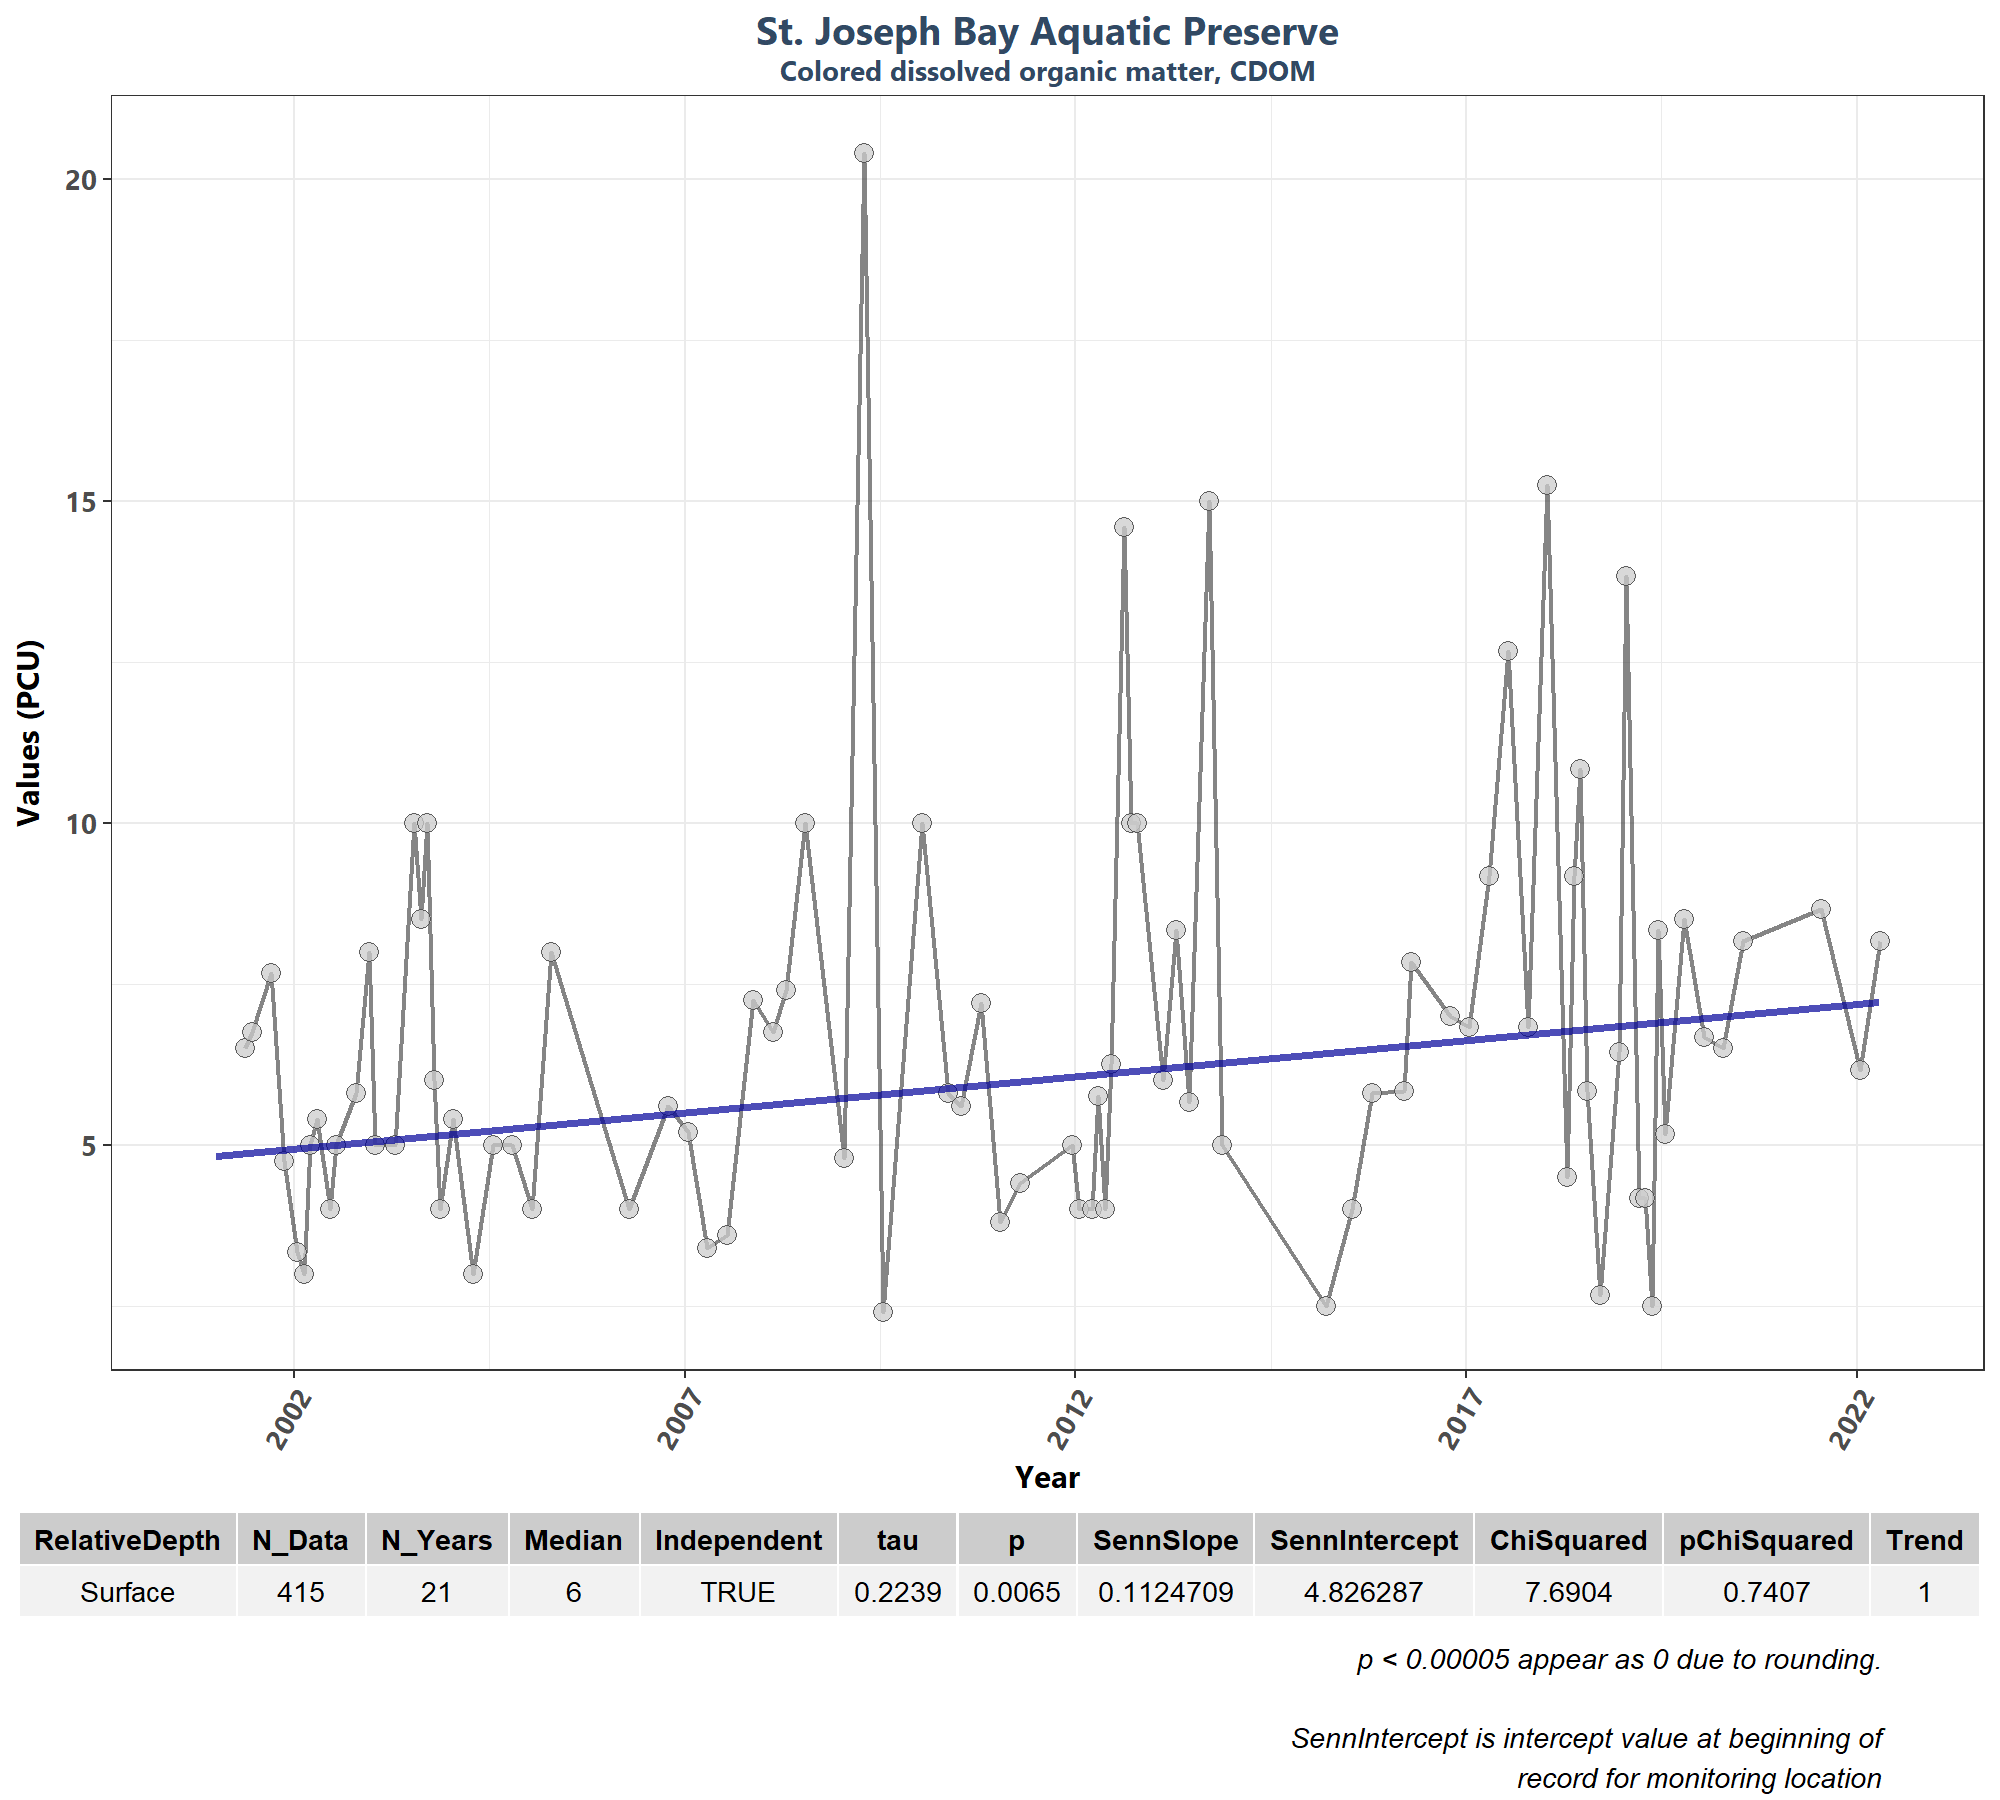 St. Joseph Bay Aquatic Preserve
Colored dissolved organic matter, CDOM
20
15
10
5
Values (PCU)
2002 2007 2012 2017 2022
Year
RelativeDepth N_Data N_Years Median Independent tau p SennSlope SennIntercept ChiSquared pChiSquared Trend
Surface 415 21 6 TRUE 0.2239 0.0065 0.1124709 4.826287 7.6904 0.7407 1
p < 0.00005 appear as 0 due to rounding.
SennIntercept is intercept value at beginning of
record for monitoring location